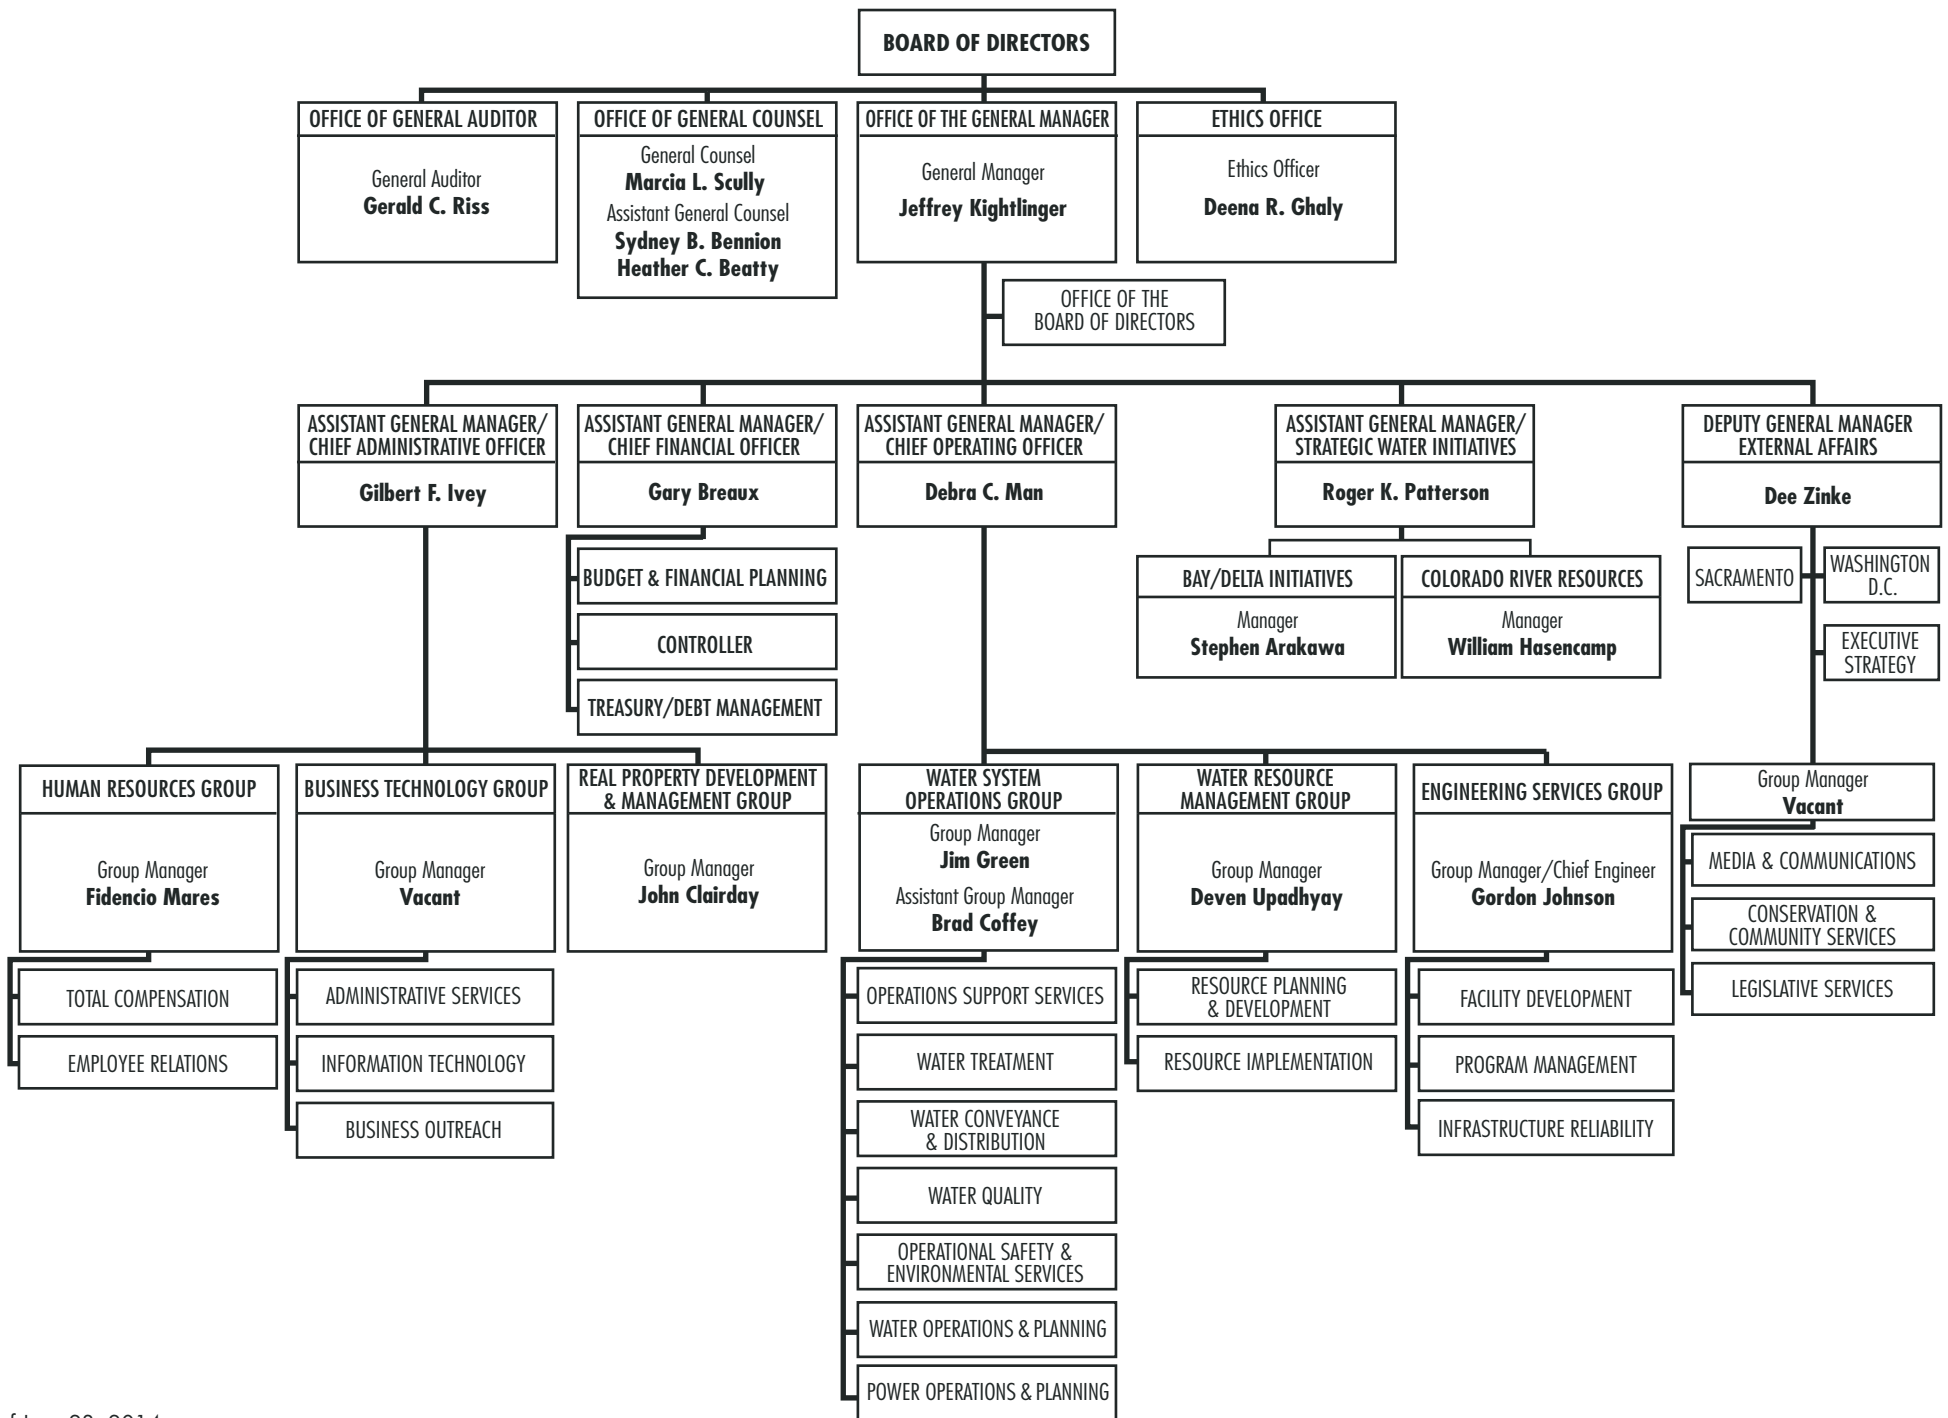 BOARD OF DIRECTORS
OFFICE OF GENERAL AUDITOR
General Auditor
Gerald C. Riss
OFFICE OF GENERAL COUNSEL
General Counsel
Marcia L. Scully
Assistant General Counsel
Sydney B. Bennion
Heather C. Beatty
OFFICE OF THE GENERAL MANAGER
General Manager
Jeffrey Kightlinger
ETHICS OFFICE
Ethics Officer
Deena R. Ghaly
OFFICE OF THE
BOARD OF DIRECTORS
ASSISTANT GENERAL MANAGER/
CHIEF ADMINISTRATIVE OFFICER
Gilbert F. Ivey
ASSISTANT GENERAL MANAGER/
CHIEF FINANCIAL OFFICER
Gary Breaux
ASSISTANT GENERAL MANAGER/
CHIEF OPERATING OFFICER
Debra C. Man
ASSISTANT GENERAL MANAGER/
STRATEGIC WATER INITIATIVES
Roger K. Patterson
DEPUTY GENERAL MANAGER
EXTERNAL AFFAIRS
Dee Zinke
BUDGET & FINANCIAL PLANNING
CONTROLLER
TREASURY/DEBT MANAGEMENT
BAY/DELTA INITIATIVES
Manager
Stephen Arakawa
COLORADO RIVER RESOURCES
Manager
William Hasencamp
SACRAMENTO
WASHINGTON
D.C.
EXECUTIVE
STRATEGY
HUMAN RESOURCES GROUP
Group Manager
Fidencio Mares
TOTAL COMPENSATION
EMPLOYEE RELATIONS
BUSINESS TECHNOLOGY GROUP
Group Manager
Vacant
ADMINISTRATIVE SERVICES
INFORMATION TECHNOLOGY
BUSINESS OUTREACH
REAL PROPERTY DEVELOPMENT
& MANAGEMENT GROUP
Group Manager
John Clairday
WATER SYSTEM
OPERATIONS GROUP
Group Manager
Jim Green
Assistant Group Manager
Brad Coffey
OPERATIONS SUPPORT SERVICES
WATER TREATMENT
WATER CONVEYANCE
& DISTRIBUTION
WATER QUALITY
OPERATIONAL SAFETY &
ENVIRONMENTAL SERVICES
WATER OPERATIONS & PLANNING
POWER OPERATIONS & PLANNING
WATER RESOURCE
MANAGEMENT GROUP
Group Manager
Deven Upadhyay
RESOURCE PLANNING
& DEVELOPMENT
RESOURCE IMPLEMENTATION
ENGINEERING SERVICES GROUP
Group Manager/Chief Engineer
Gordon Johnson
FACILITY DEVELOPMENT
PROGRAM MANAGEMENT
INFRASTRUCTURE RELIABILITY
Group Manager
Vacant
MEDIA & COMMUNICATIONS
CONSERVATION &
COMMUNITY SERVICES
LEGISLATIVE SERVICES